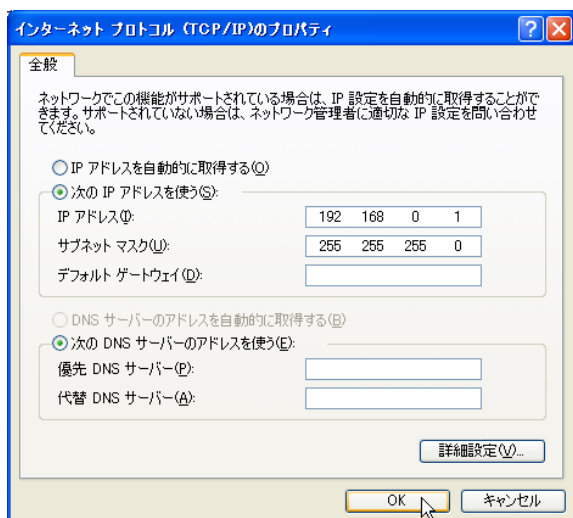 インターネット プロトコル (TCP/IP)のプロパティ
全般
ネットワークでこの機能がサポートされている場合は、IP 設定を自動的に取得することがで
きます。サポートされていない場合は、ネットワーク管理者に適切な IP 設定を問い合わせ
てください。
IP アドレスを自動的に取得する(O)
次の IP アドレスを使う(S):
IP アドレス(I): 192 168 0 1
サブネット マスク(U): 255 255 255 0
デフォルト ゲートウェイ(D):
DNS サーバーのアドレスを自動的に取得する(B)
次の DNS サーバーのアドレスを使う(E):
優先 DNS サーバー(P):
代替 DNS サーバー(A):
詳細設定(V)...
OK キャンセル